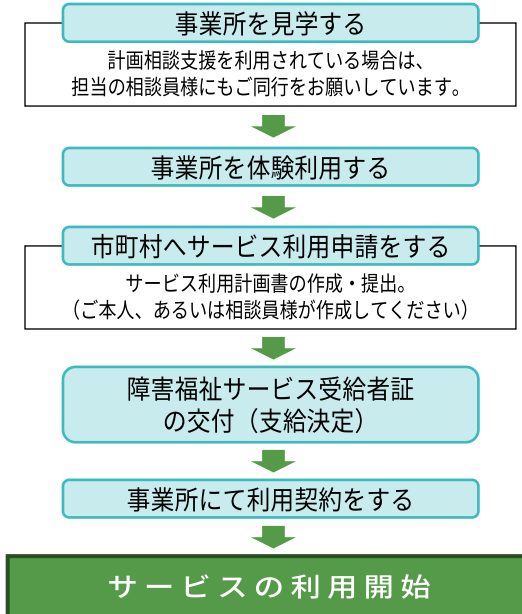 事業所を見学する
計画相談支援を利用されている場合は、
担当の相談員様にもご同行をお願いしています。
事業所を体験利用する
市町村へサービス利用申請をする
サービス利用計画書の作成・提出。
（ご本人、あるいは相談員様が作成してください）
障害福祉サービス受給者証
の交付（支給決定）
事業所にて利用契約をする
サービスの利用開始